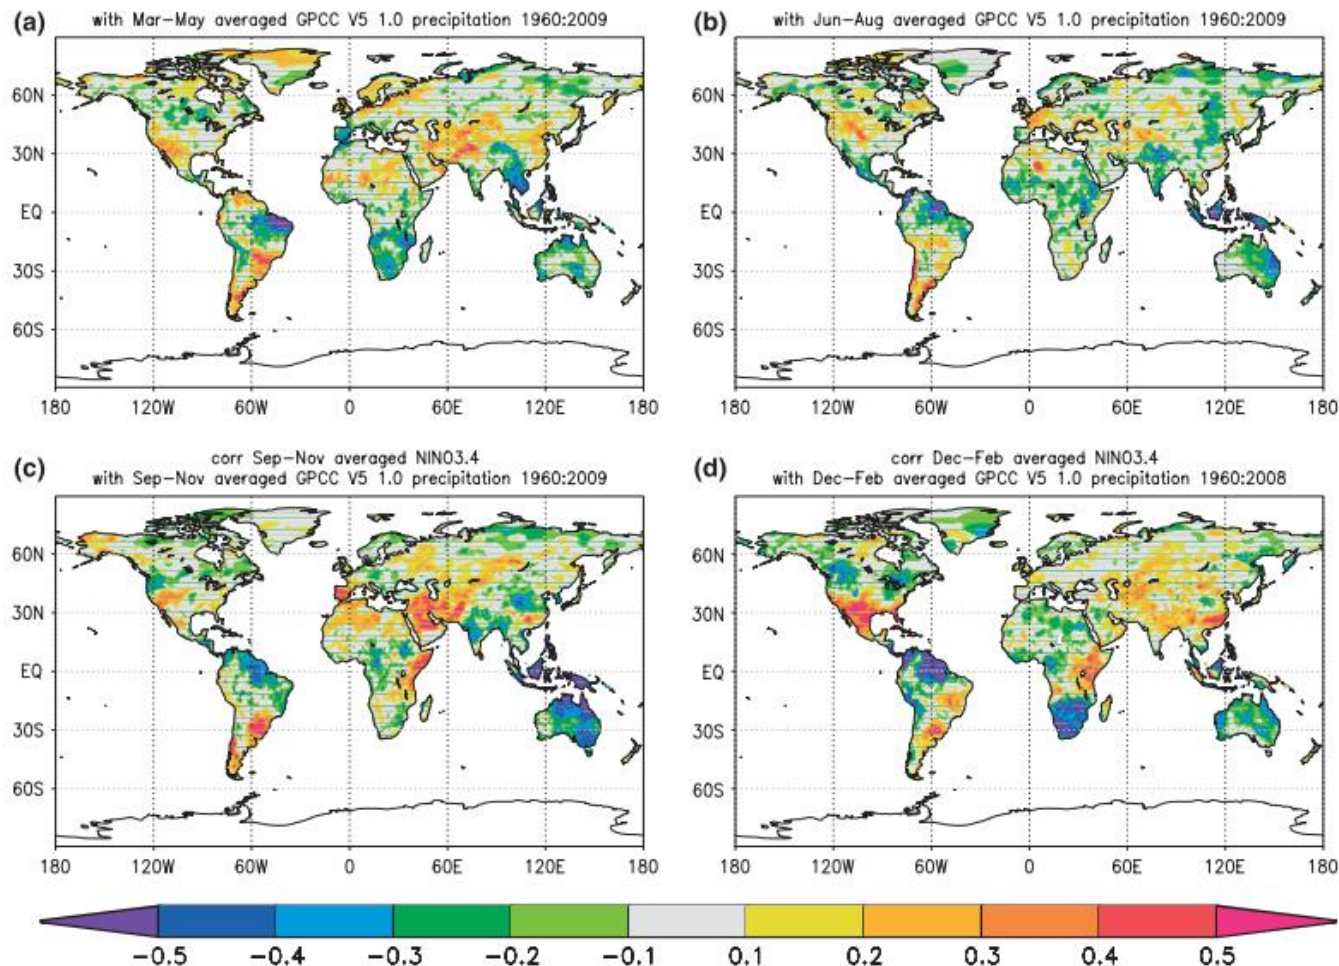 (a) with Mar-May averaged GPCC V5 1.0 precipitation 1960:2009
60N
30N
EQ
30S
60S
180 120W 60W 0 60E 120E 180
(b) with Jun-Aug averaged GPCC V5 1.0 precipitation 1960:2009
60N
30N
EQ
30S
60S
180 120W 60W 0 60E 120E 180
(c) corr Sep-Nov averaged NINO3.4
with Sep-Nov averaged GPCC V5 1.0 precipitation 1960:2009
60N
30N
EQ
30S
60S
180 120W 60W 0 60E 120E 180
(d) corr Dec-Feb averaged NINO3.4
with Dec-Feb averaged GPCC V5 1.0 precipitation 1960:2008
60N
30N
EQ
30S
60S
180 120W 60W 0 60E 120E 180
-0.5 -0.4 -0.3 -0.2 -0.1 0.1 0.2 0.3 0.4 0.5